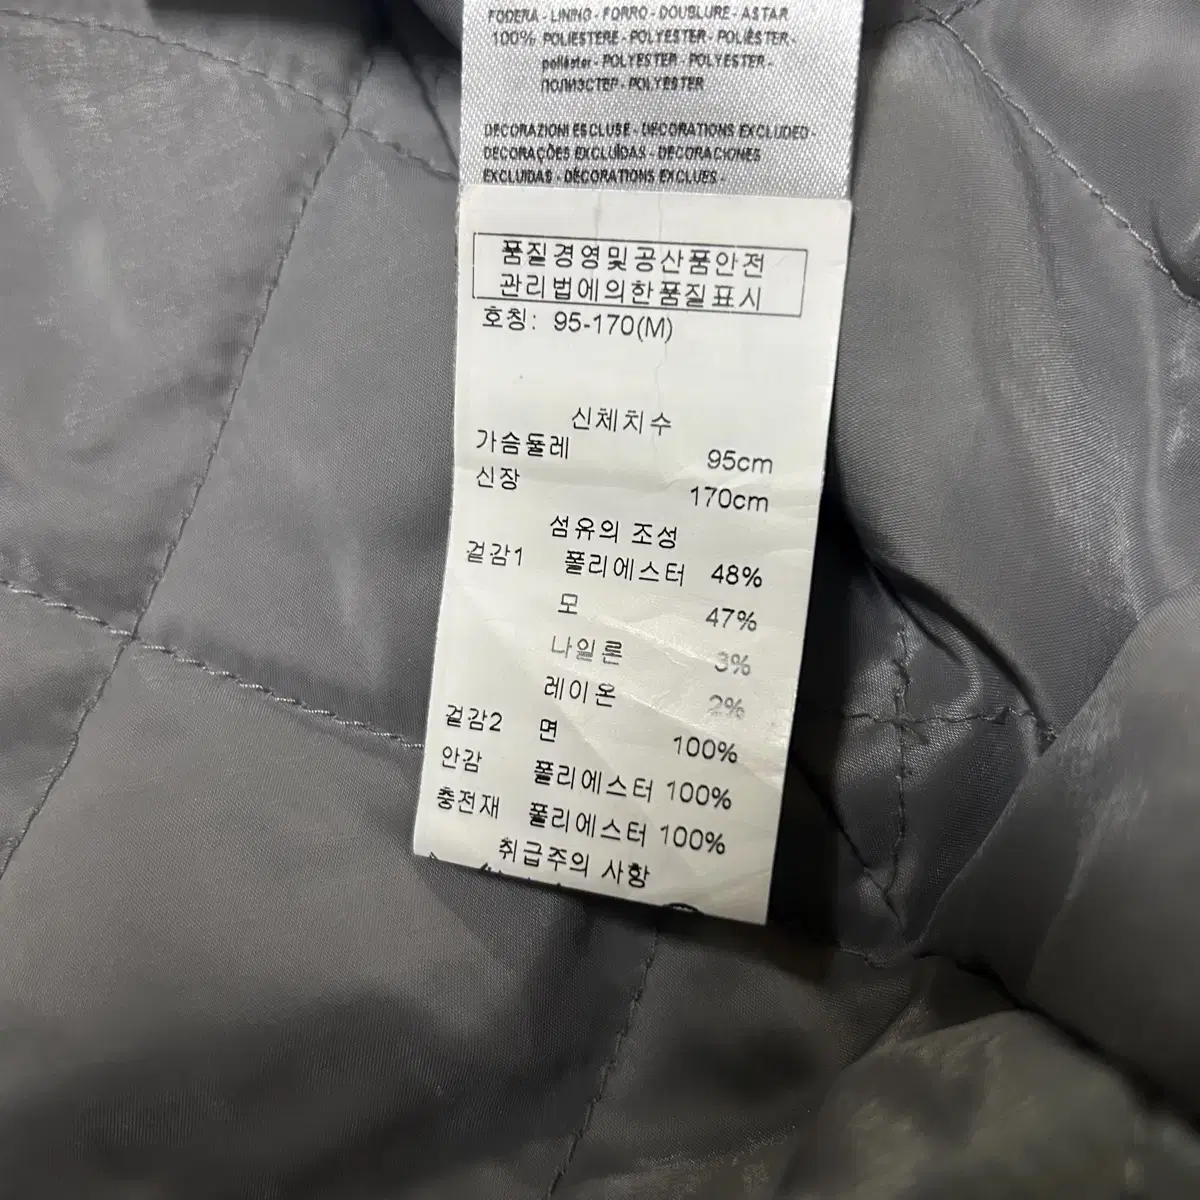 FODERA - LINING - FORRO - DOUBLURE - ASTAR
100% POLIESTERE - POLYESTER - POLIÉSTER -
poliéster - POLYESTER - POLYESTER -
ПОЛИЭСТЕР - POLYESTER
DECORAZIONI ESCLUSE - DECORATIONS EXCLUDED -
DECORAÇÕES EXCLUÍDAS - DECORACIONES
EXCLUIDAS - DÉCORATIONS EXCLUES -
품질경영및공산품안전
관리법에의한품질표시
호칭: 95-170(M)
신체치수
가슴둘레 95cm
신장 170cm
섬유의 조성
겉감1 폴리에스터 48%
모 47%
나일론 3%
레이온 2%
겉감2 면 100%
안감 폴리에스터 100%
충전재 폴리에스터 100%
취급주의 사항